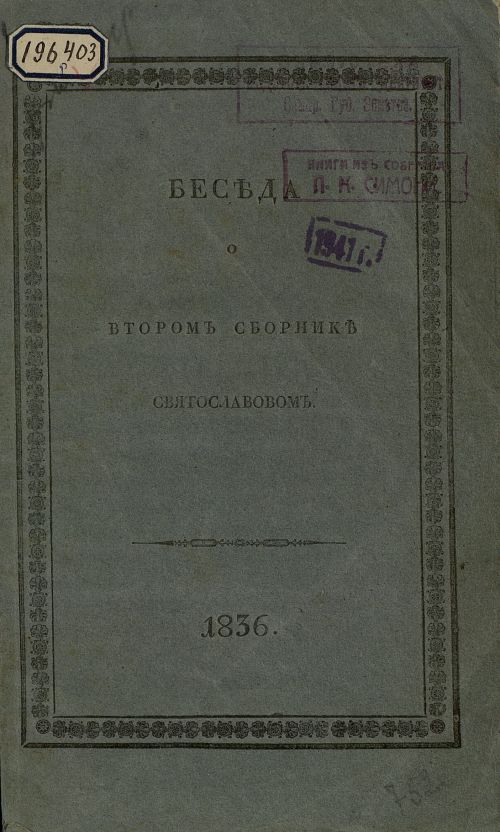 196403
КНИГИ ИЗЪ СОБРАНІЯ
П. К. СИМОНИ
БЕСѢДА
1941 г.
О
ВТОРОМЪ СБОРНИКѢ
СВЯТОСЛАВОВОМЪ.
1836.